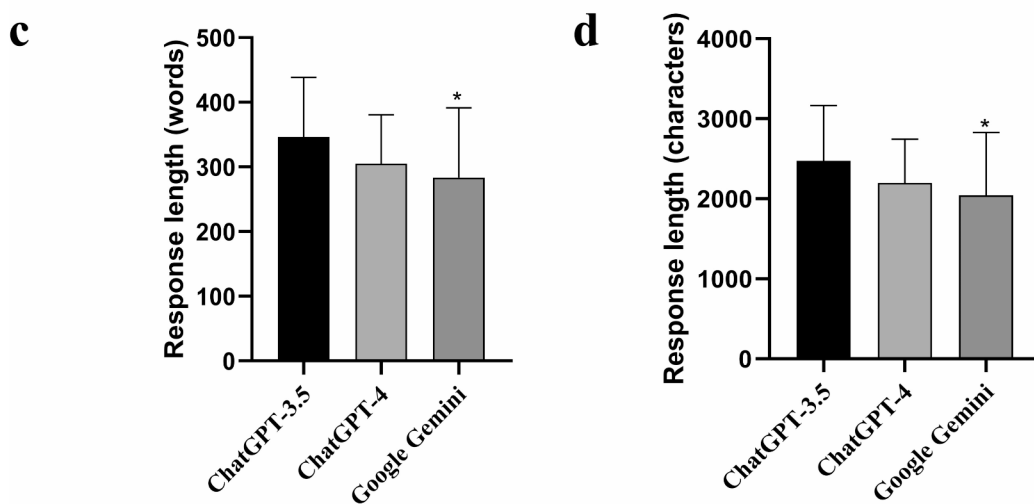 c
Response length (words)
500
400
300
200
100
0
*
ChatGPT-3.5
ChatGPT-4
Google Gemini
d
Response length (characters)
4000
3000
2000
1000
0
*
ChatGPT-3.5
ChatGPT-4
Google Gemini